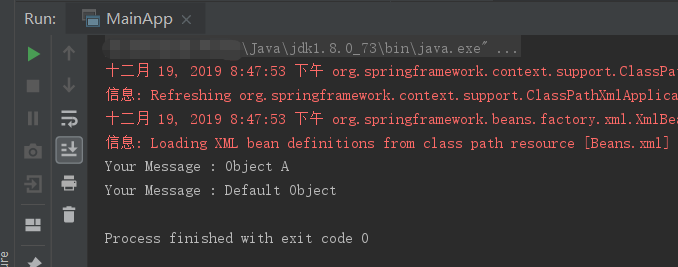 Run: MainApp
\Java\jdk1.8.0_73\bin\java.exe" ...
十二月 19, 2019 8:47:53 下午 org.springframework.context.support.ClassPat
信息: Refreshing org.springframework.context.support.ClassPathXmlApplica
十二月 19, 2019 8:47:53 下午 org.springframework.beans.factory.xml.XmlBea
信息: Loading XML bean definitions from class path resource [Beans.xml]
Your Message : Object A
Your Message : Default Object
Process finished with exit code 0